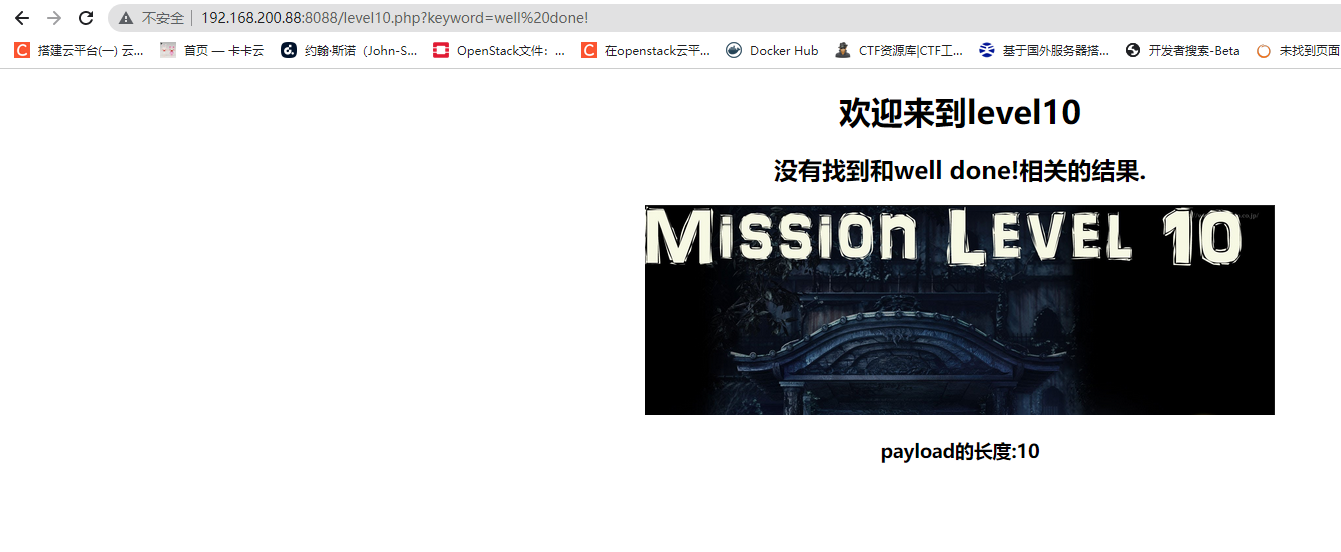 不安全 | 192.168.200.88:8088/level10.php?keyword=well%20done!
搭建云平台(一) 云... 首页 — 卡卡云 约翰·斯诺（John-S... OpenStack文件：... 在openstack云平... Docker Hub CTF资源库|CTF工... 基于国外服务器搭... 开发者搜索-Beta 未找到页面
欢迎来到level10
没有找到和well done!相关的结果.
Mission Level 10
payload的长度:10